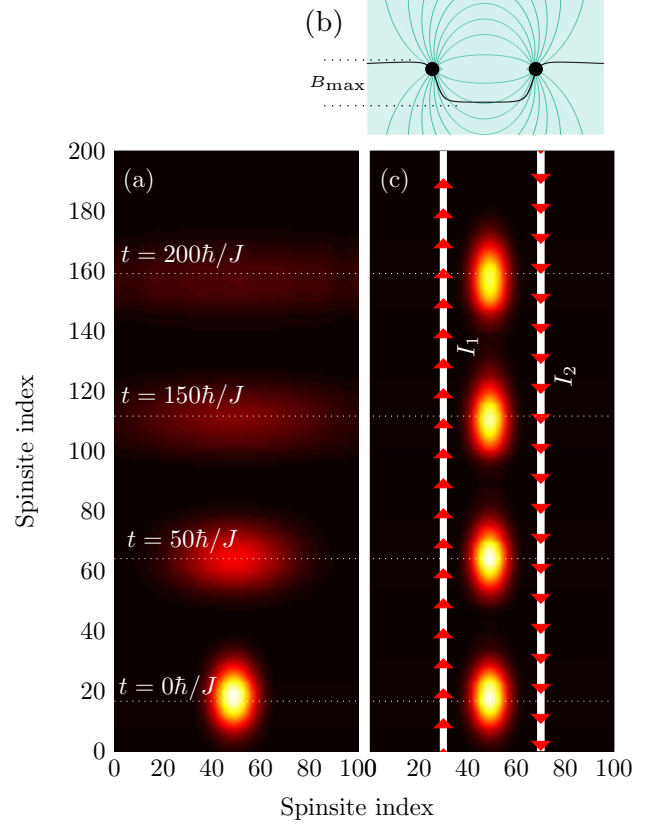 (b)
B_max
(a)
(c)
200
180
160
140
120
100
80
60
40
20
0
Spinsite index
t = 200ħ/J
t = 150ħ/J
t = 50ħ/J
t = 0ħ/J
I_1
I_2
0 20 40 60 80 100
0 20 40 60 80 100
Spinsite index